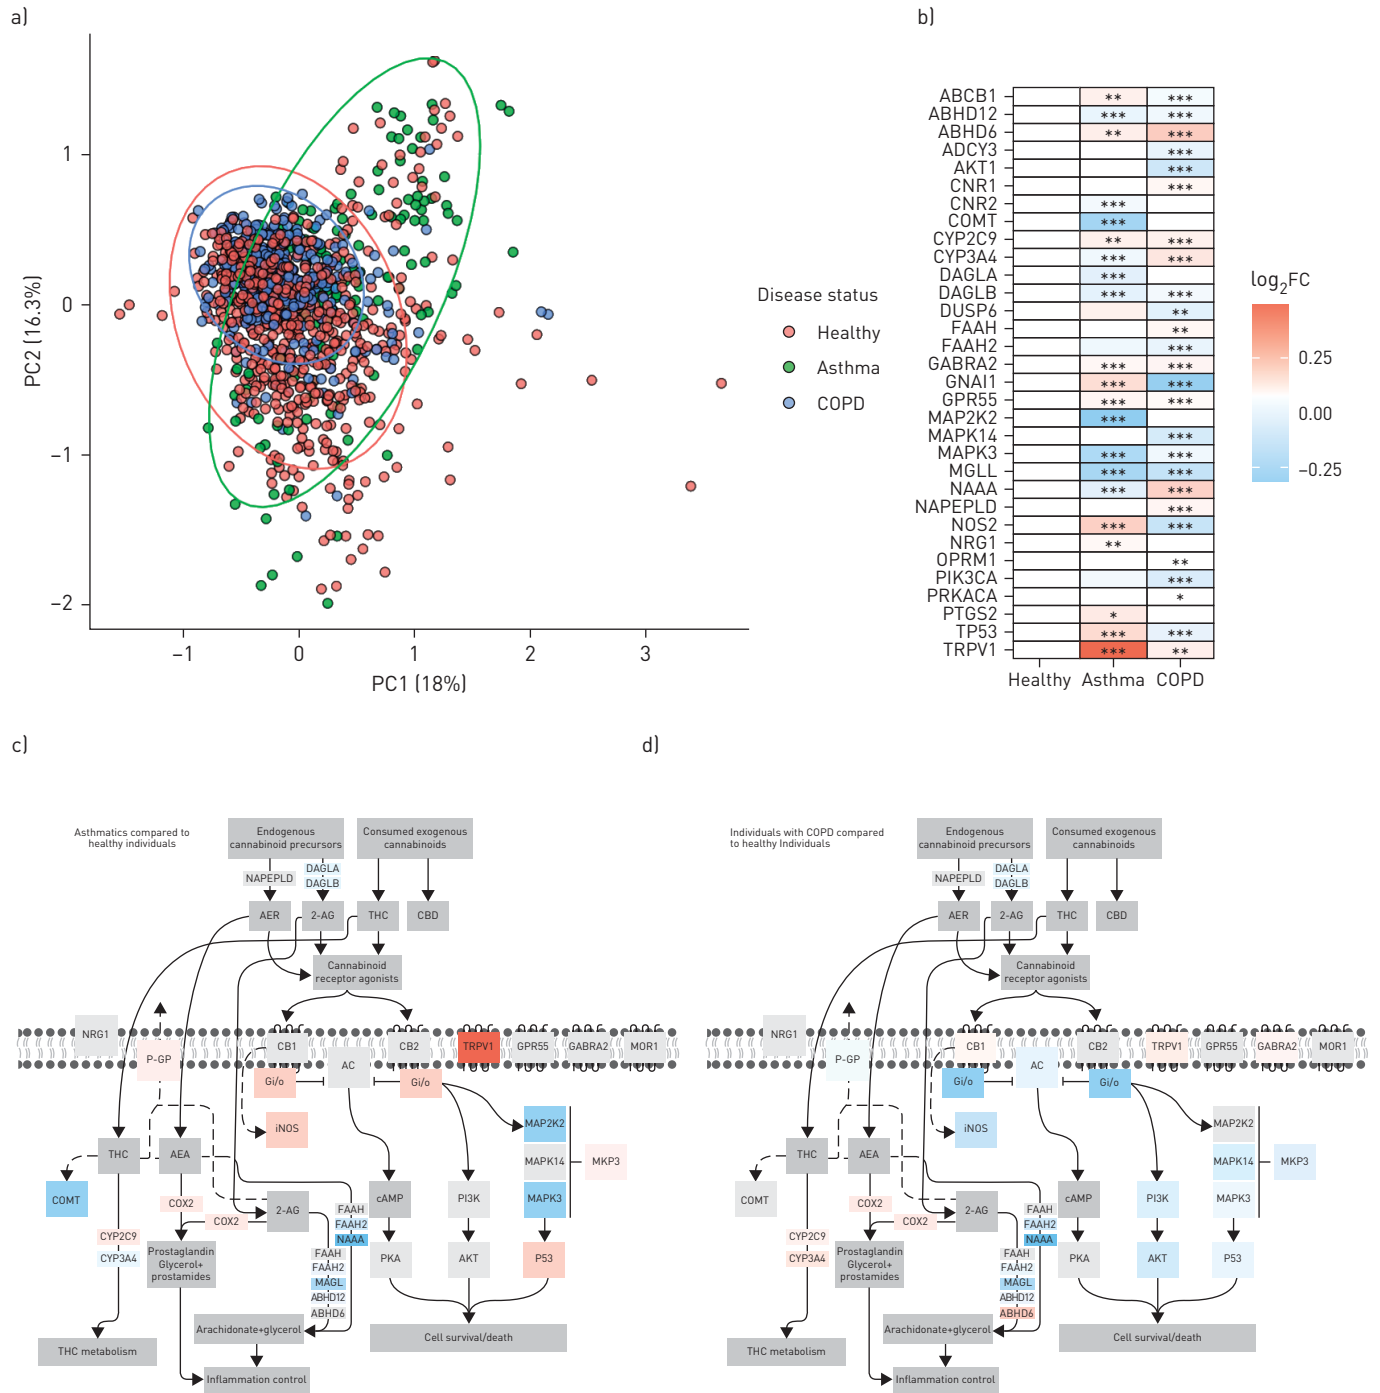 a)
1
0
−1
−2
PC2 (16.3%)
−1
0
1
2
3
PC1 (18%)
Disease status
Healthy
Asthma
COPD
b)
ABCB1 ** ***
ABHD12 *** ***
ABHD6 ** ***
ADCY3 ***
AKT1 ***
CNR1 ***
CNR2 ***
COMT ***
CYP2C9 ** ***
CYP3A4 *** ***
DAGLA ***
DAGLB *** ***
DUSP6 **
FAAH **
FAAH2 ***
GABRA2 *** ***
GNAI1 *** ***
GPR55 *** ***
MAP2K2 ***
MAPK14 ***
MAPK3 *** ***
MGLL *** ***
NAAA *** ***
NAPEPLD ***
NOS2 *** ***
NRG1 **
OPRM1 **
PIK3CA ***
PRKACA *
PTGS2 *
TP53 *** ***
TRPV1 *** **
Healthy Asthma COPD
log2FC
0.25
0.00
−0.25
c)
Asthmatics compared to
healthy individuals
Endogenous
cannabinoid precursors
Consumed exogenous
cannabinoids
NAPEPLD
DAGLA
DAGLB
AER
2-AG
THC
CBD
Cannabinoid
receptor agonists
NRG1
P-GP
CB1
AC
CB2
TRPV1
GPR55
GABRA2
MOR1
Gi/o
Gi/o
iNOS
MAP2K2
MAPK14
MAPK3
MKP3
THC
AEA
COMT
COX2
COX2
2-AG
FAAH
FAAH2
NAAA
cAMP
PI3K
CYP2C9
CYP3A4
Prostaglandin
Glycerol+
prostamides
FAAH
FAAH2
MAGL
ABHD12
ABHD6
PKA
AKT
P53
Arachidonate+glycerol
Cell survival/death
THC metabolism
Inflammation control
d)
Individuals with COPD compared
to healthy Individuals
Endogenous
cannabinoid precursors
Consumed exogenous
cannabinoids
NAPEPLD
DAGLA
DAGLB
AER
2-AG
THC
CBD
Cannabinoid
receptor agonists
NRG1
P-GP
CB1
AC
CB2
TRPV1
GPR55
GABRA2
MOR1
Gi/o
Gi/o
iNOS
MAP2K2
MAPK14
MAPK3
MKP3
THC
AEA
COMT
COX2
COX2
2-AG
FAAH
FAAH2
NAAA
cAMP
PI3K
CYP2C9
CYP3A4
Prostaglandin
Glycerol+
prostamides
FAAH
FAAH2
MAGL
ABHD12
ABHD6
PKA
AKT
P53
Arachidonate+glycerol
Cell survival/death
THC metabolism
Inflammation control